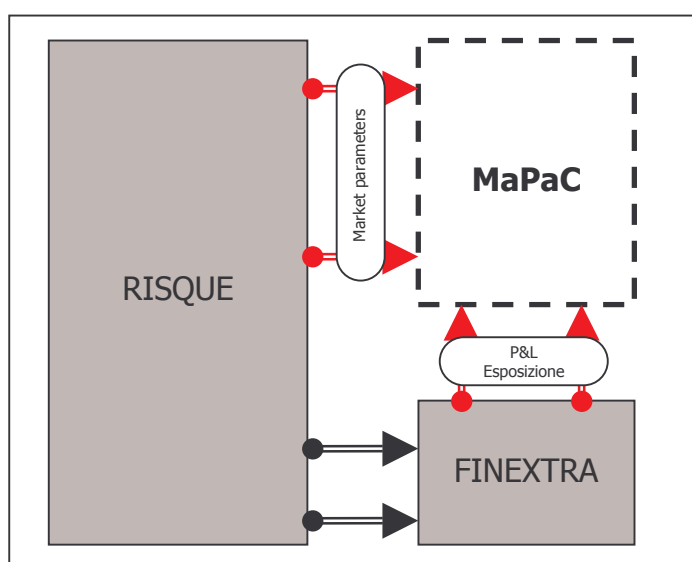 RISQUE
Market parameters
MaPaC
P&L
Esposizione
FINEXTRA